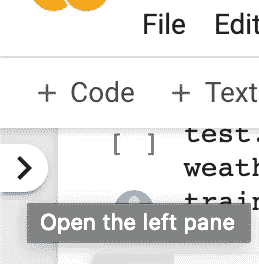 File Edit
+ Code + Text
[ ] test.
weath
train
Open the left pane